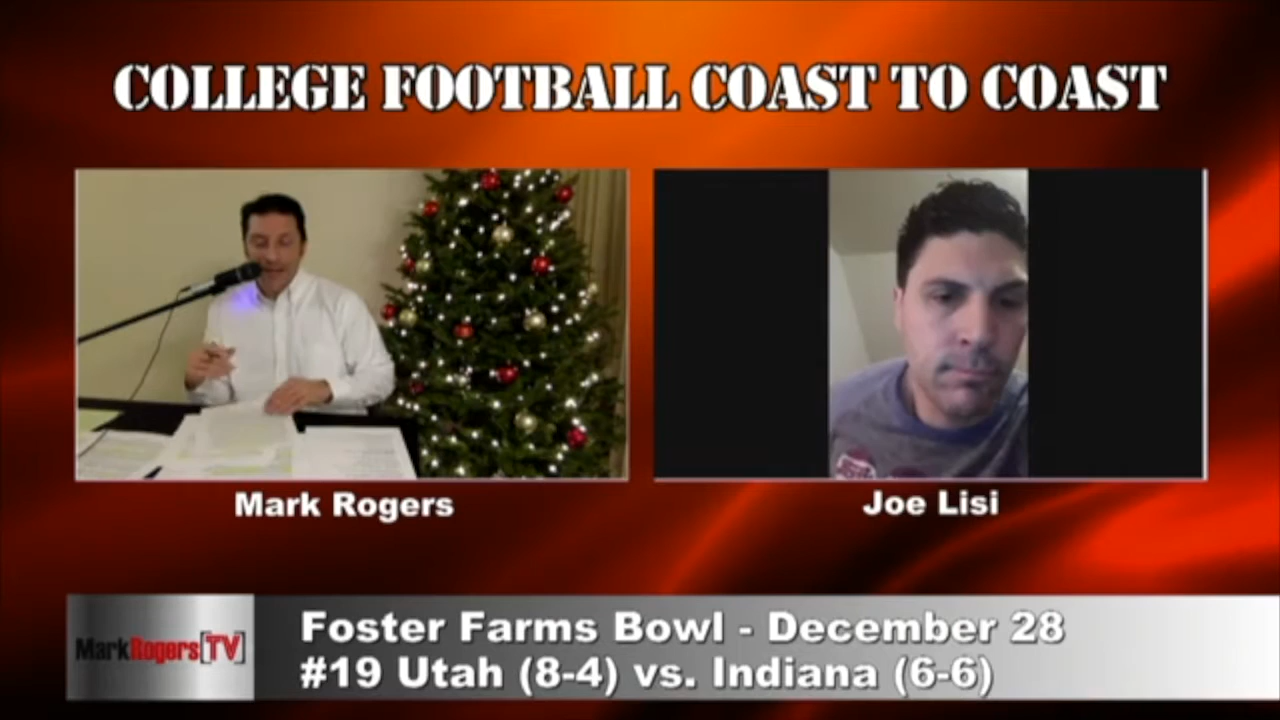 COLLEGE FOOTBALL COAST TO COAST
Mark Rogers
Joe Lisi
MarkRogers[TV]
Foster Farms Bowl - December 28
#19 Utah (8-4) vs. Indiana (6-6)